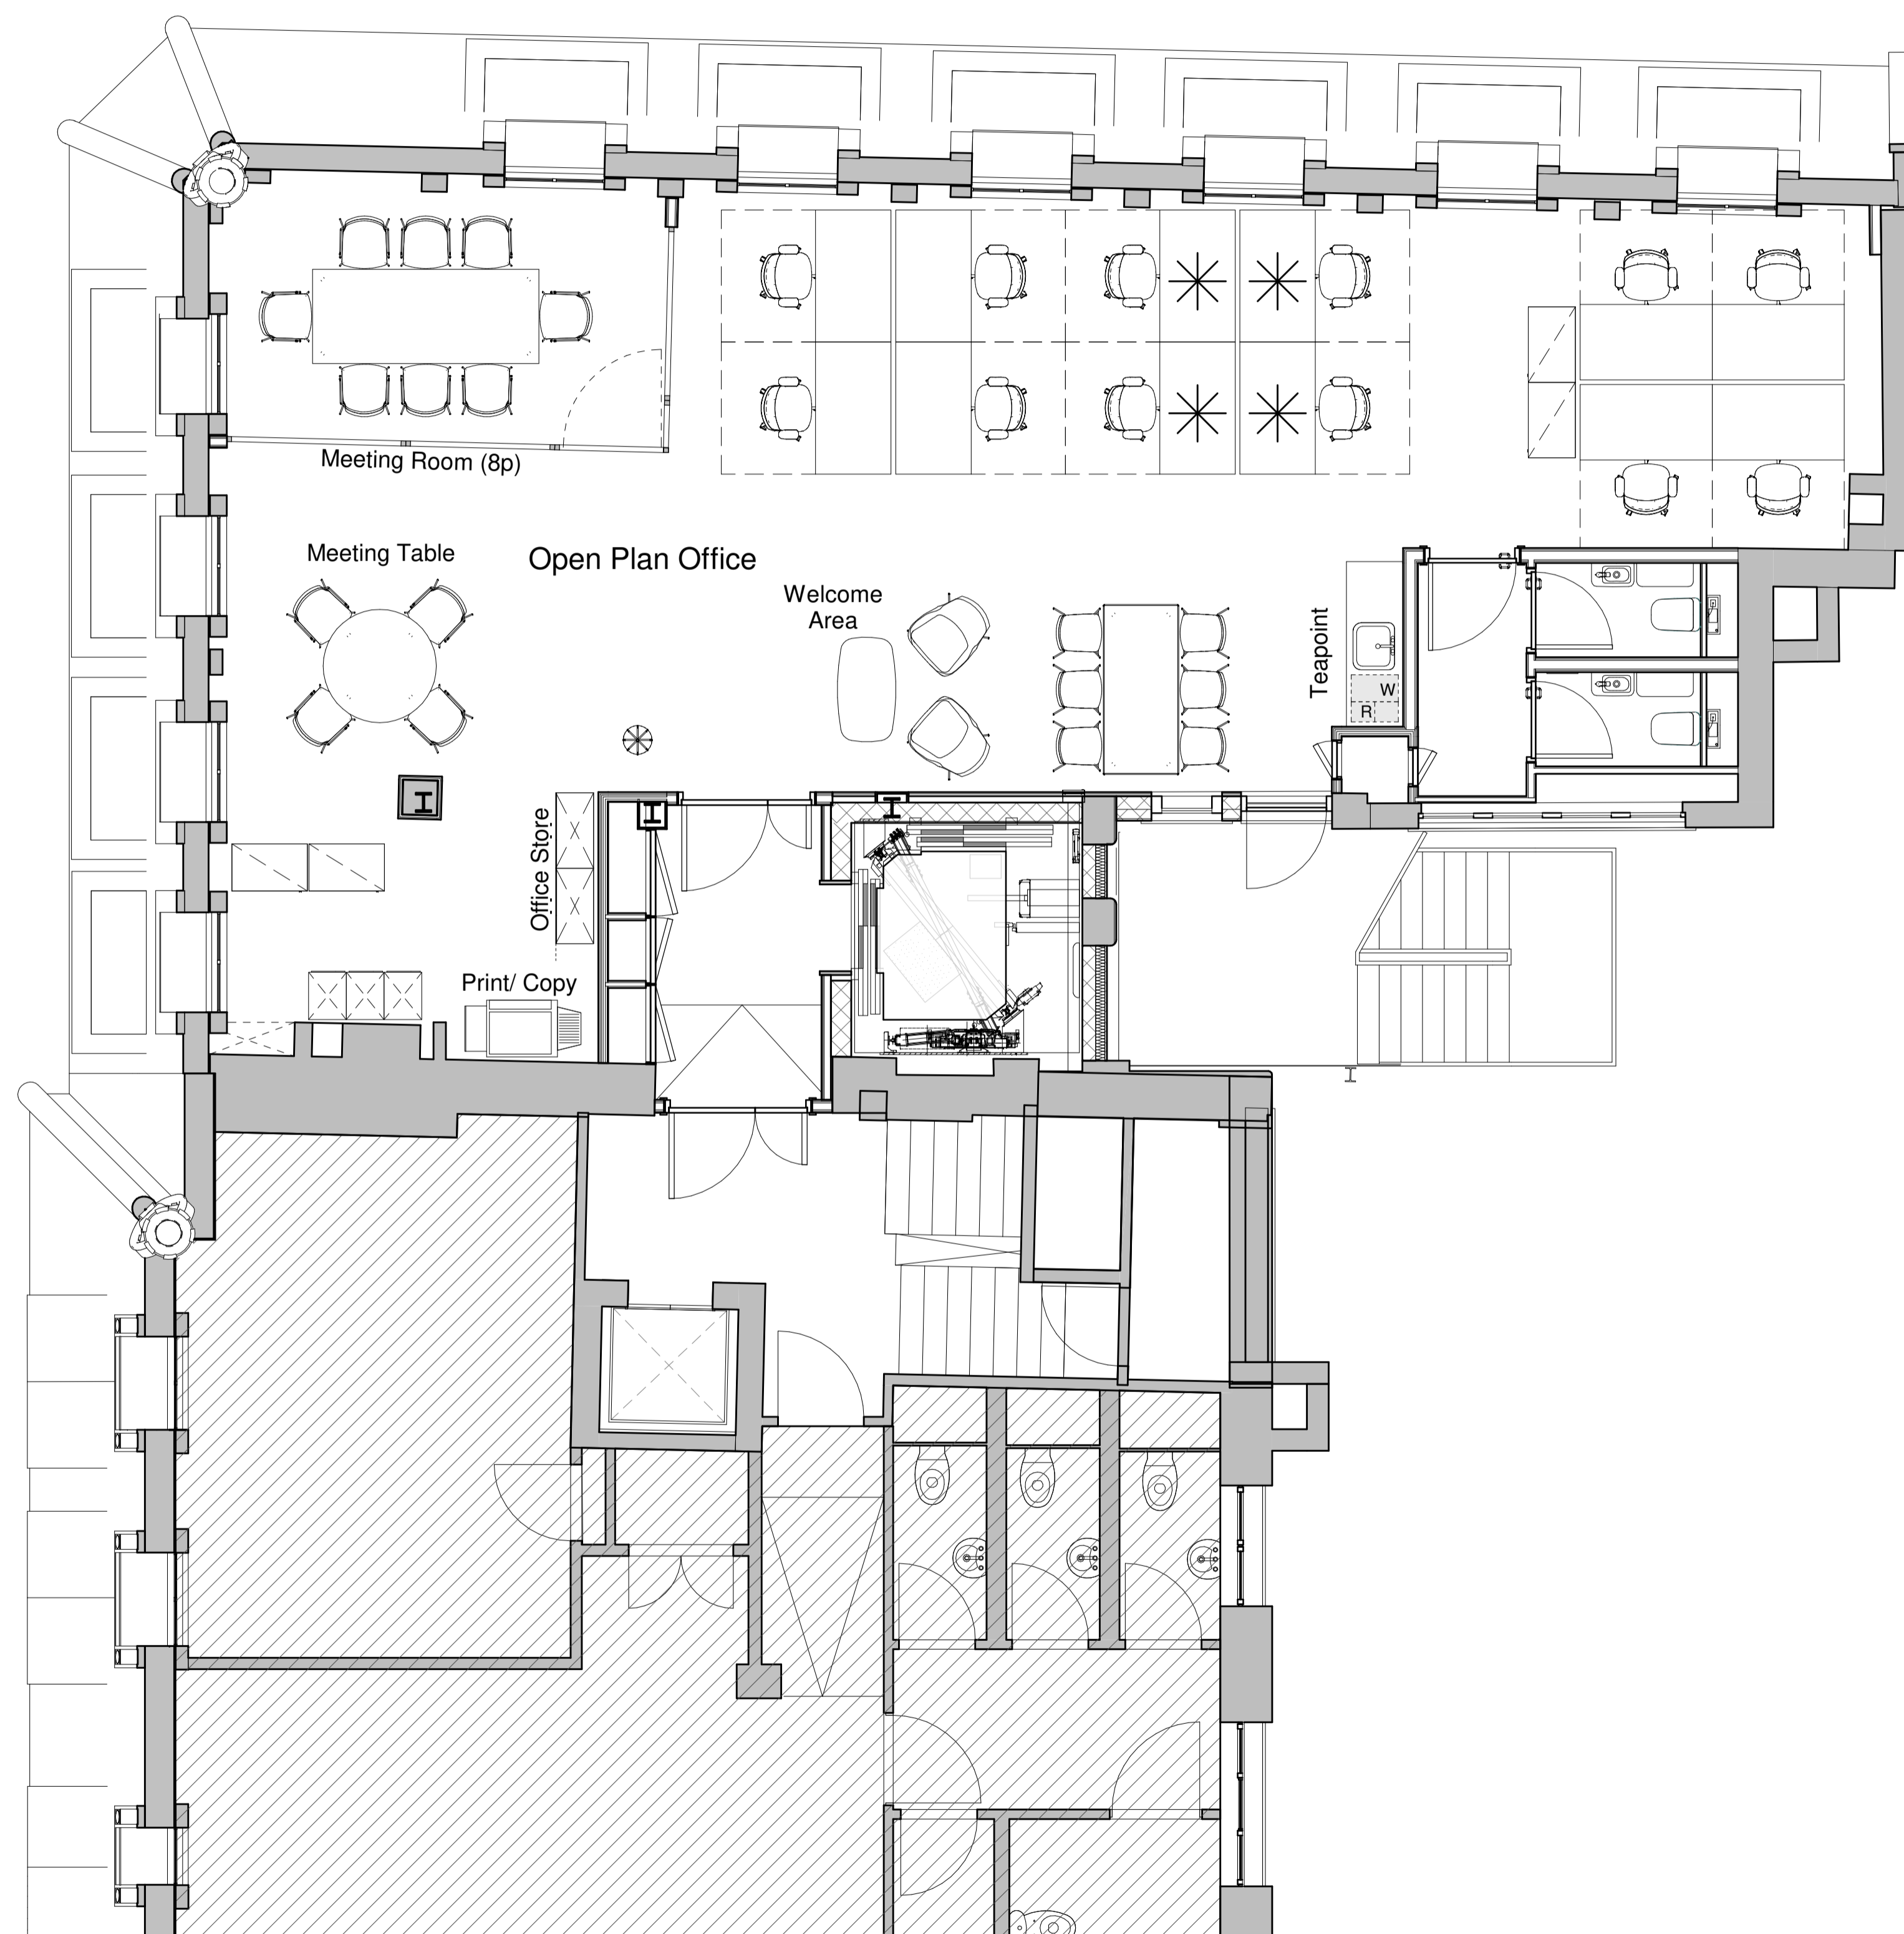 Meeting Room (8p)
Meeting Table
Open Plan Office
Welcome
Area
Teapoint
W
R
Office Store
Print/ Copy